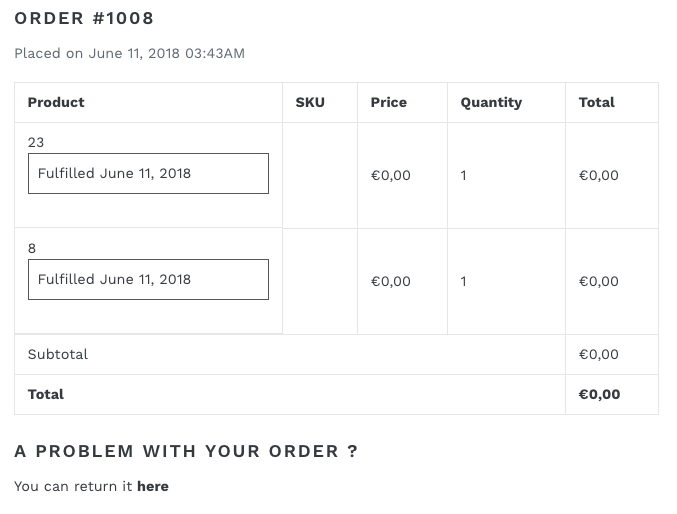 ORDER #1008
Placed on June 11, 2018 03:43AM
Product SKU Price Quantity Total
23
Fulfilled June 11, 2018
€0,00 1 €0,00
8
Fulfilled June 11, 2018
€0,00 1 €0,00
Subtotal €0,00
Total €0,00
A PROBLEM WITH YOUR ORDER ?
You can return it here